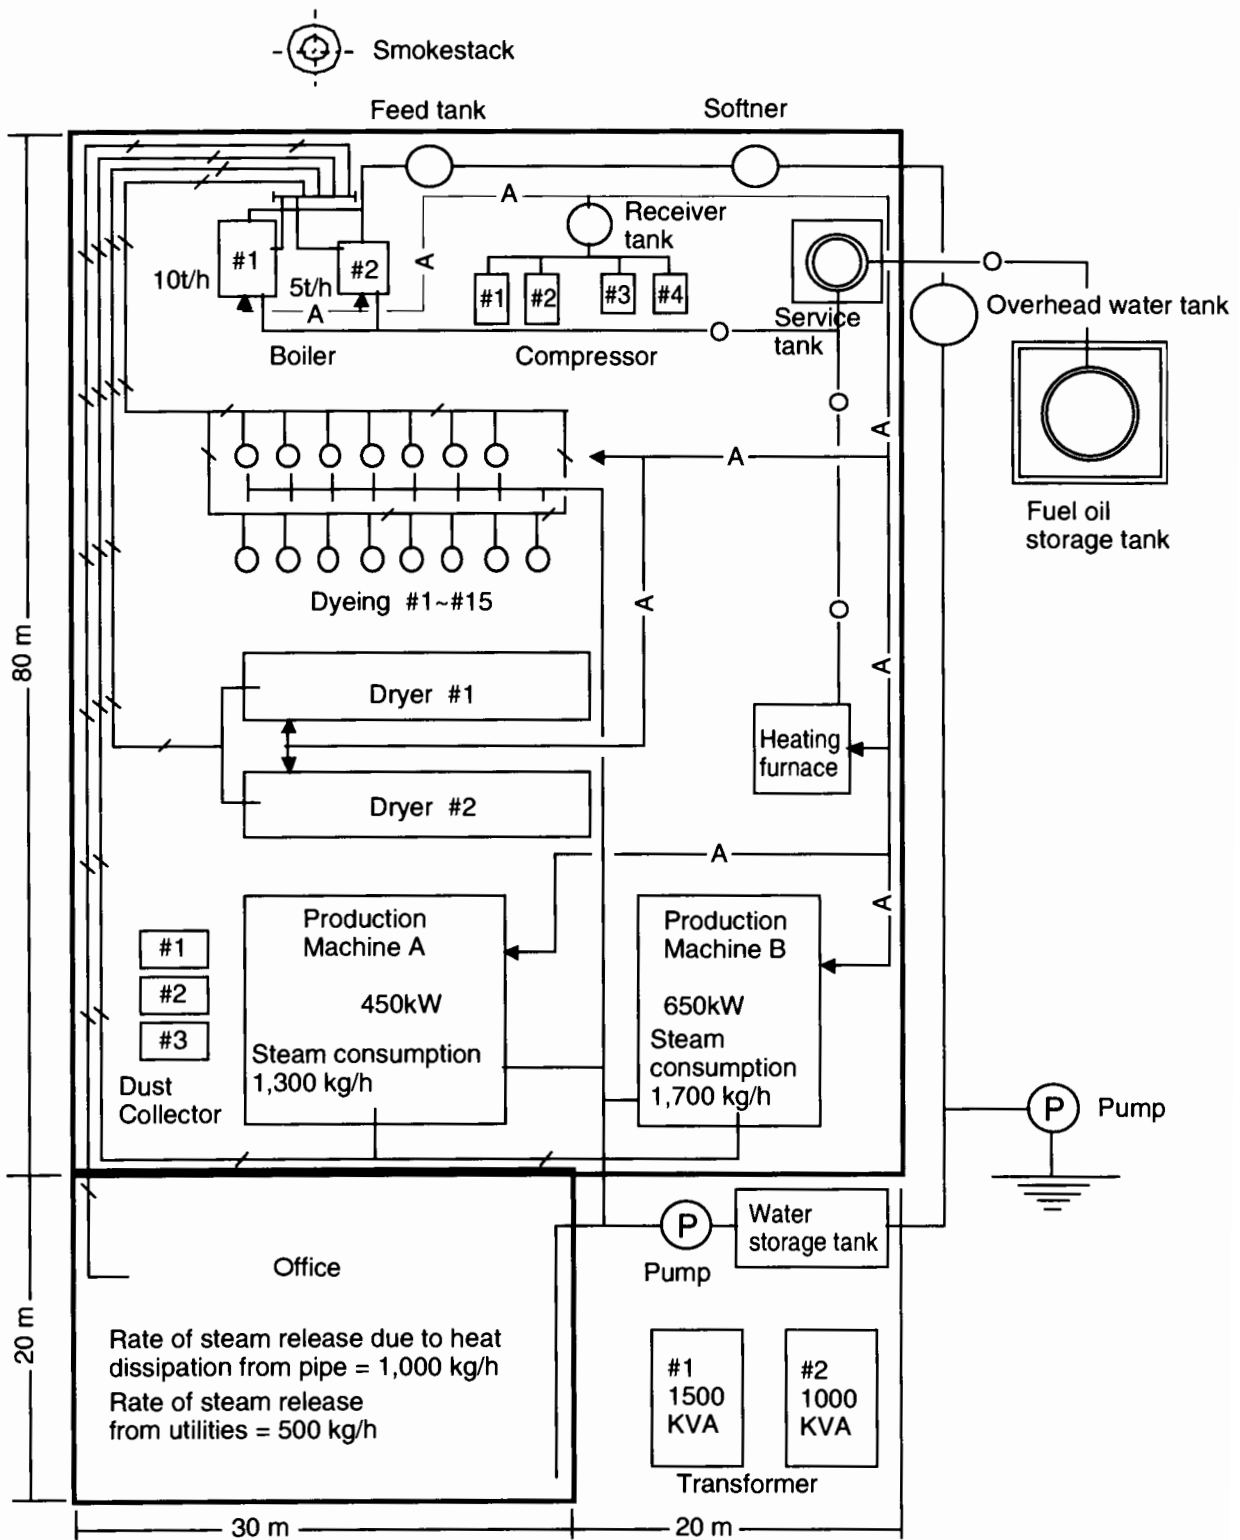 Smokestack
Feed tank
Softner
A
Receiver
tank
#1
10t/h
#2
5t/h
A
A
#1
#2
#3
#4
O
Overhead water tank
Service
tank
O
Boiler
Compressor
O
A
A
Fuel oil
storage tank
Dyeing #1~#15
A
O
80 m
A
Dryer #1
Heating
furnace
Dryer #2
A
A
Production
Machine A
450kW
Steam consumption
1,300 kg/h
Production
Machine B
650kW
Steam
consumption
1,700 kg/h
#1
#2
#3
Dust
Collector
P
Pump
P
Pump
Water
storage tank
Office
20 m
Rate of steam release due to heat
dissipation from pipe = 1,000 kg/h
Rate of steam release
from utilities = 500 kg/h
#1
1500
KVA
#2
1000
KVA
Transformer
30 m
20 m